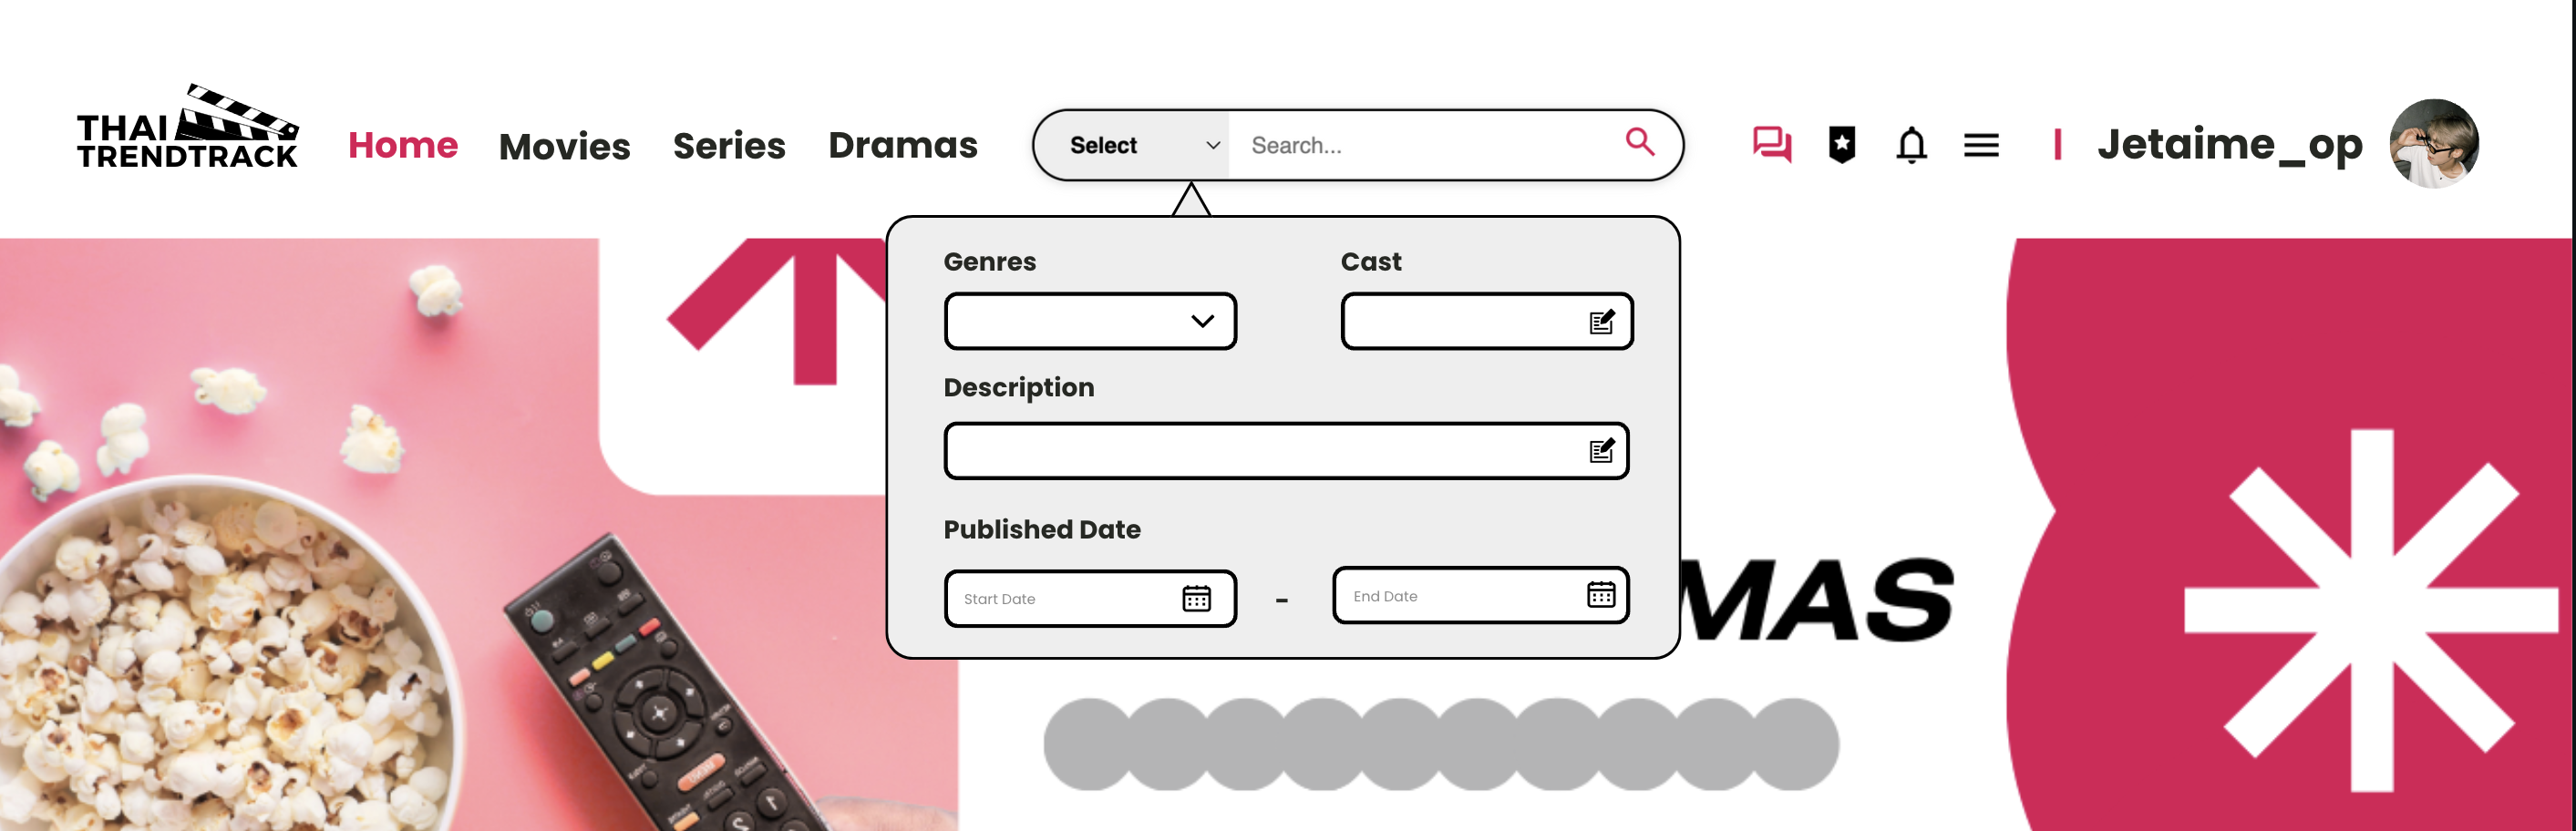 THAI
TRENDTRACK
Home
Movies
Series
Dramas
Select
Search...
Jetaime_op
Genres
Cast
Description
Published Date
Start Date
-
End Date
MAS